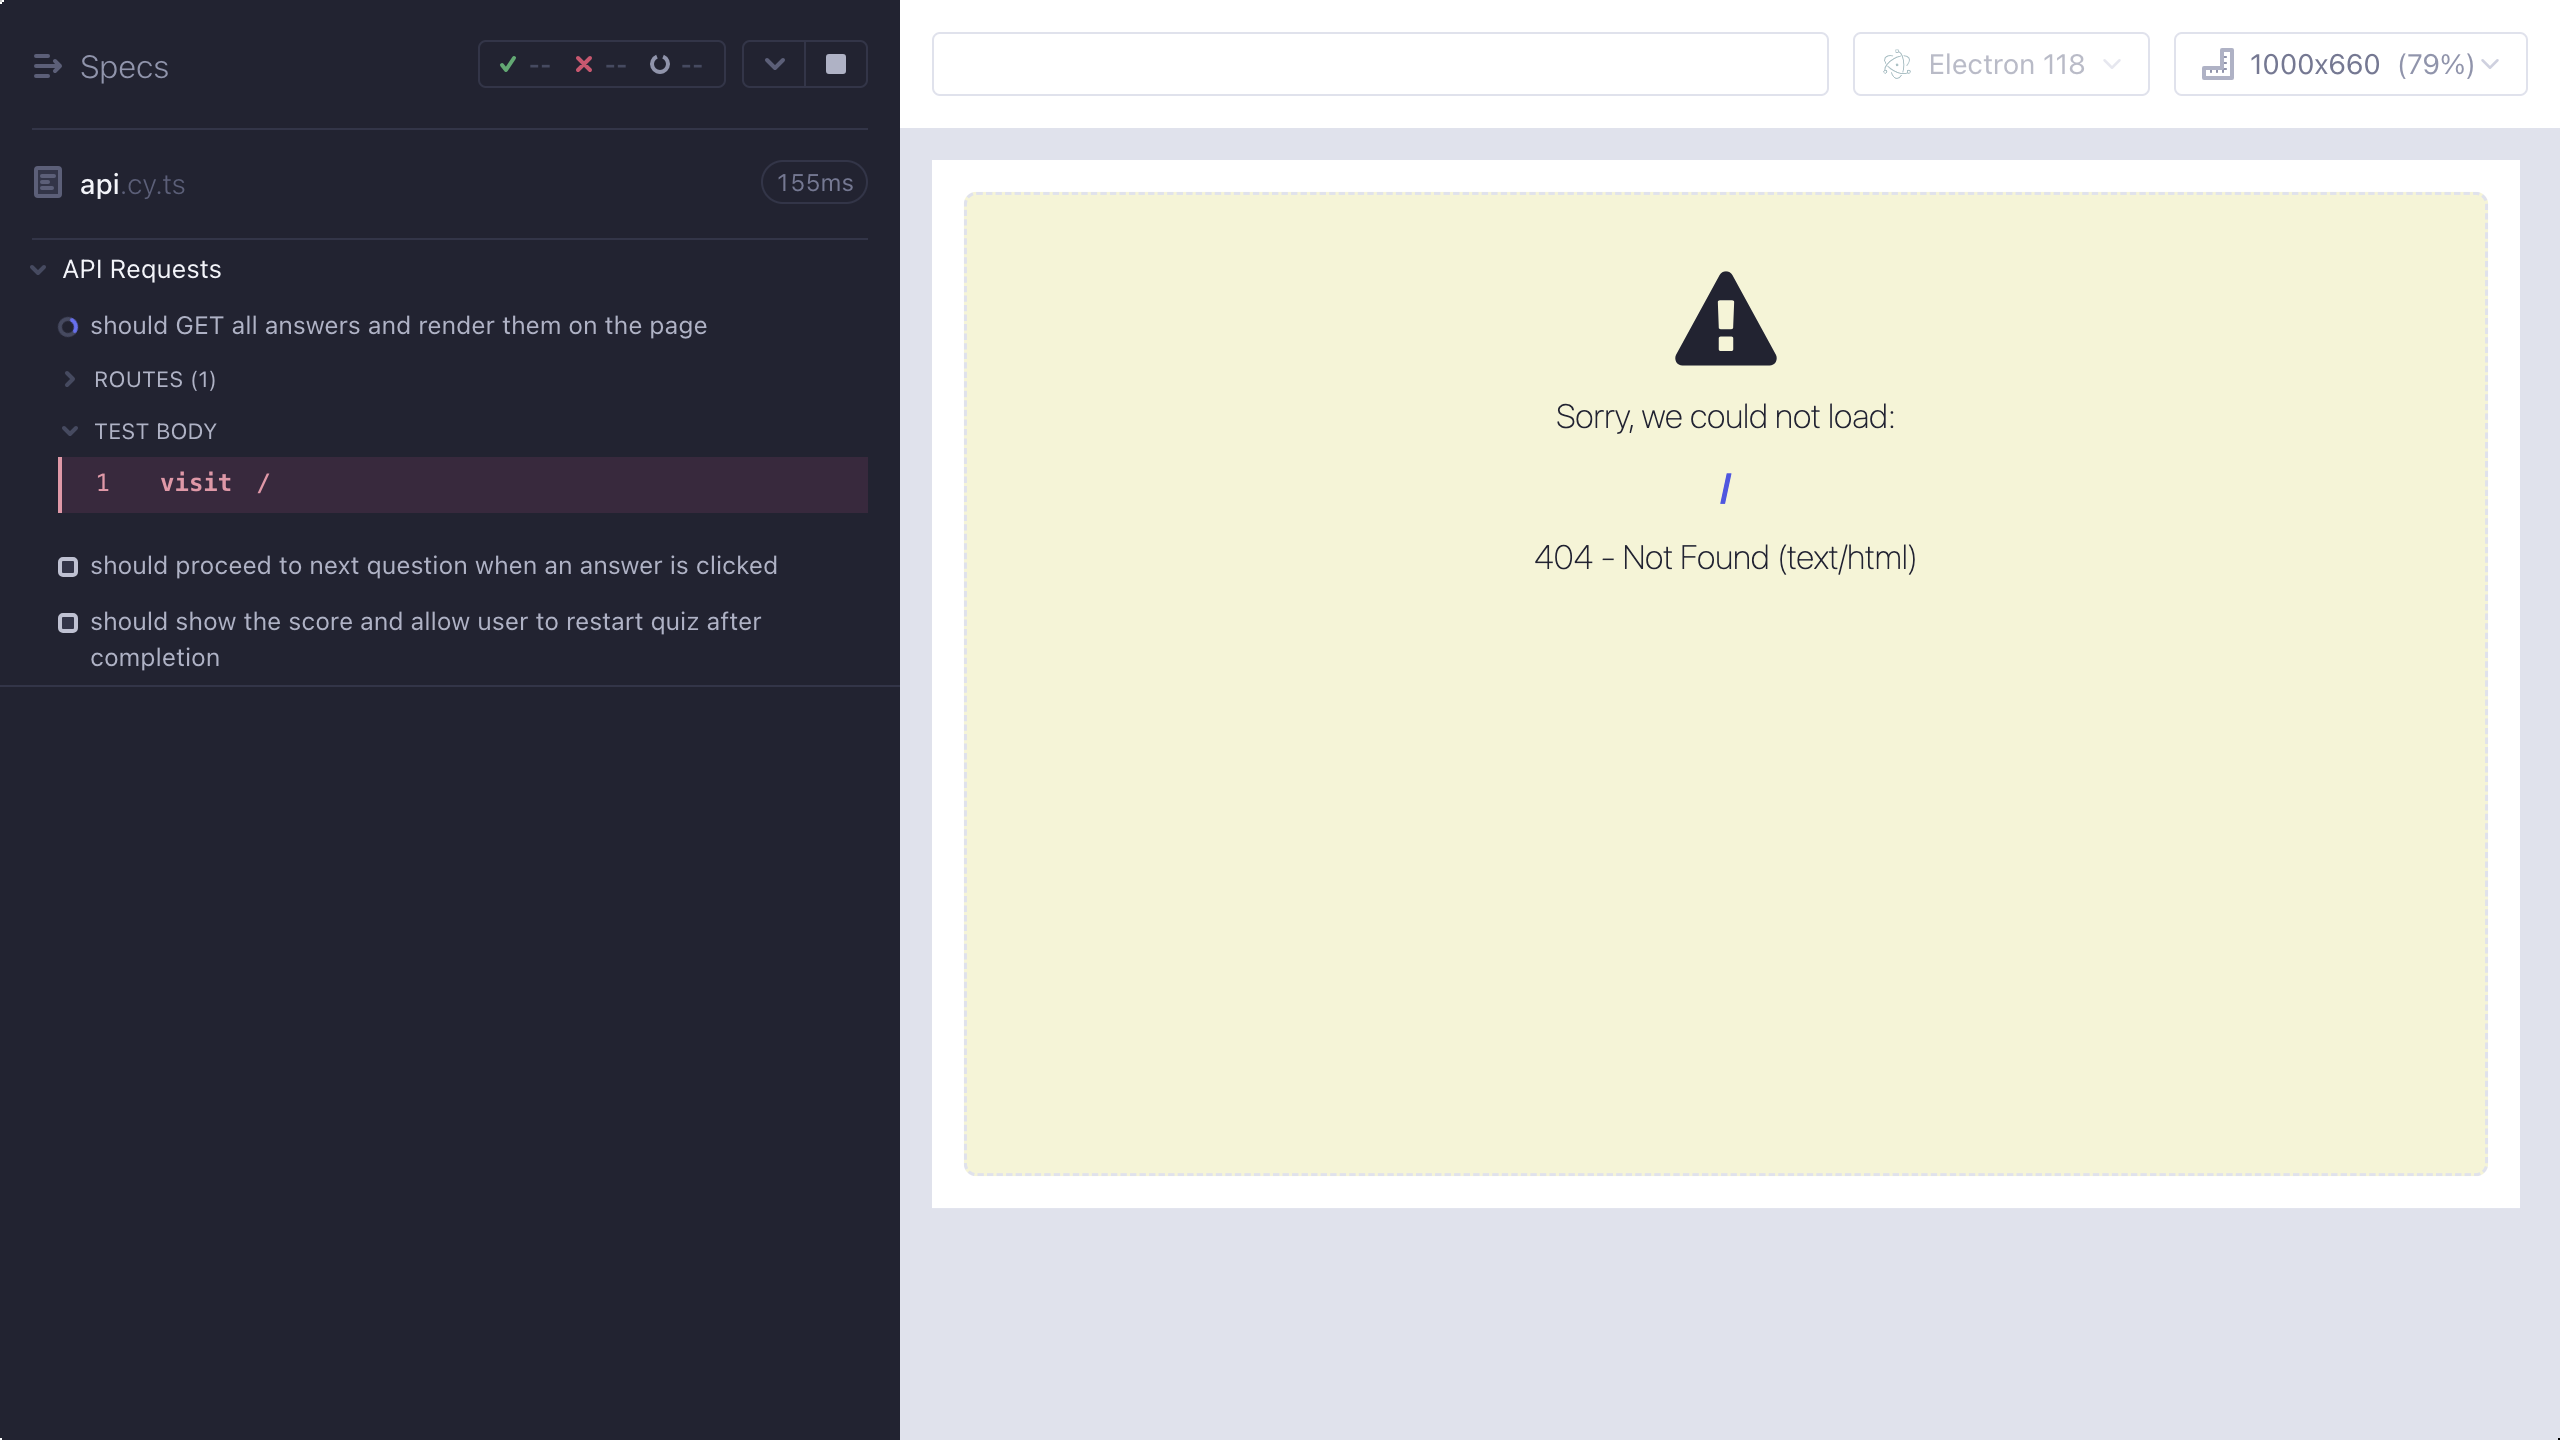 Specs
-- -- --
api.cy.ts
155ms
API Requests
should GET all answers and render them on the page
ROUTES (1)
TEST BODY
1 visit /
should proceed to next question when an answer is clicked
should show the score and allow user to restart quiz after
completion
Electron 118
1000x660 (79%)
Sorry, we could not load:
/
404 - Not Found (text/html)